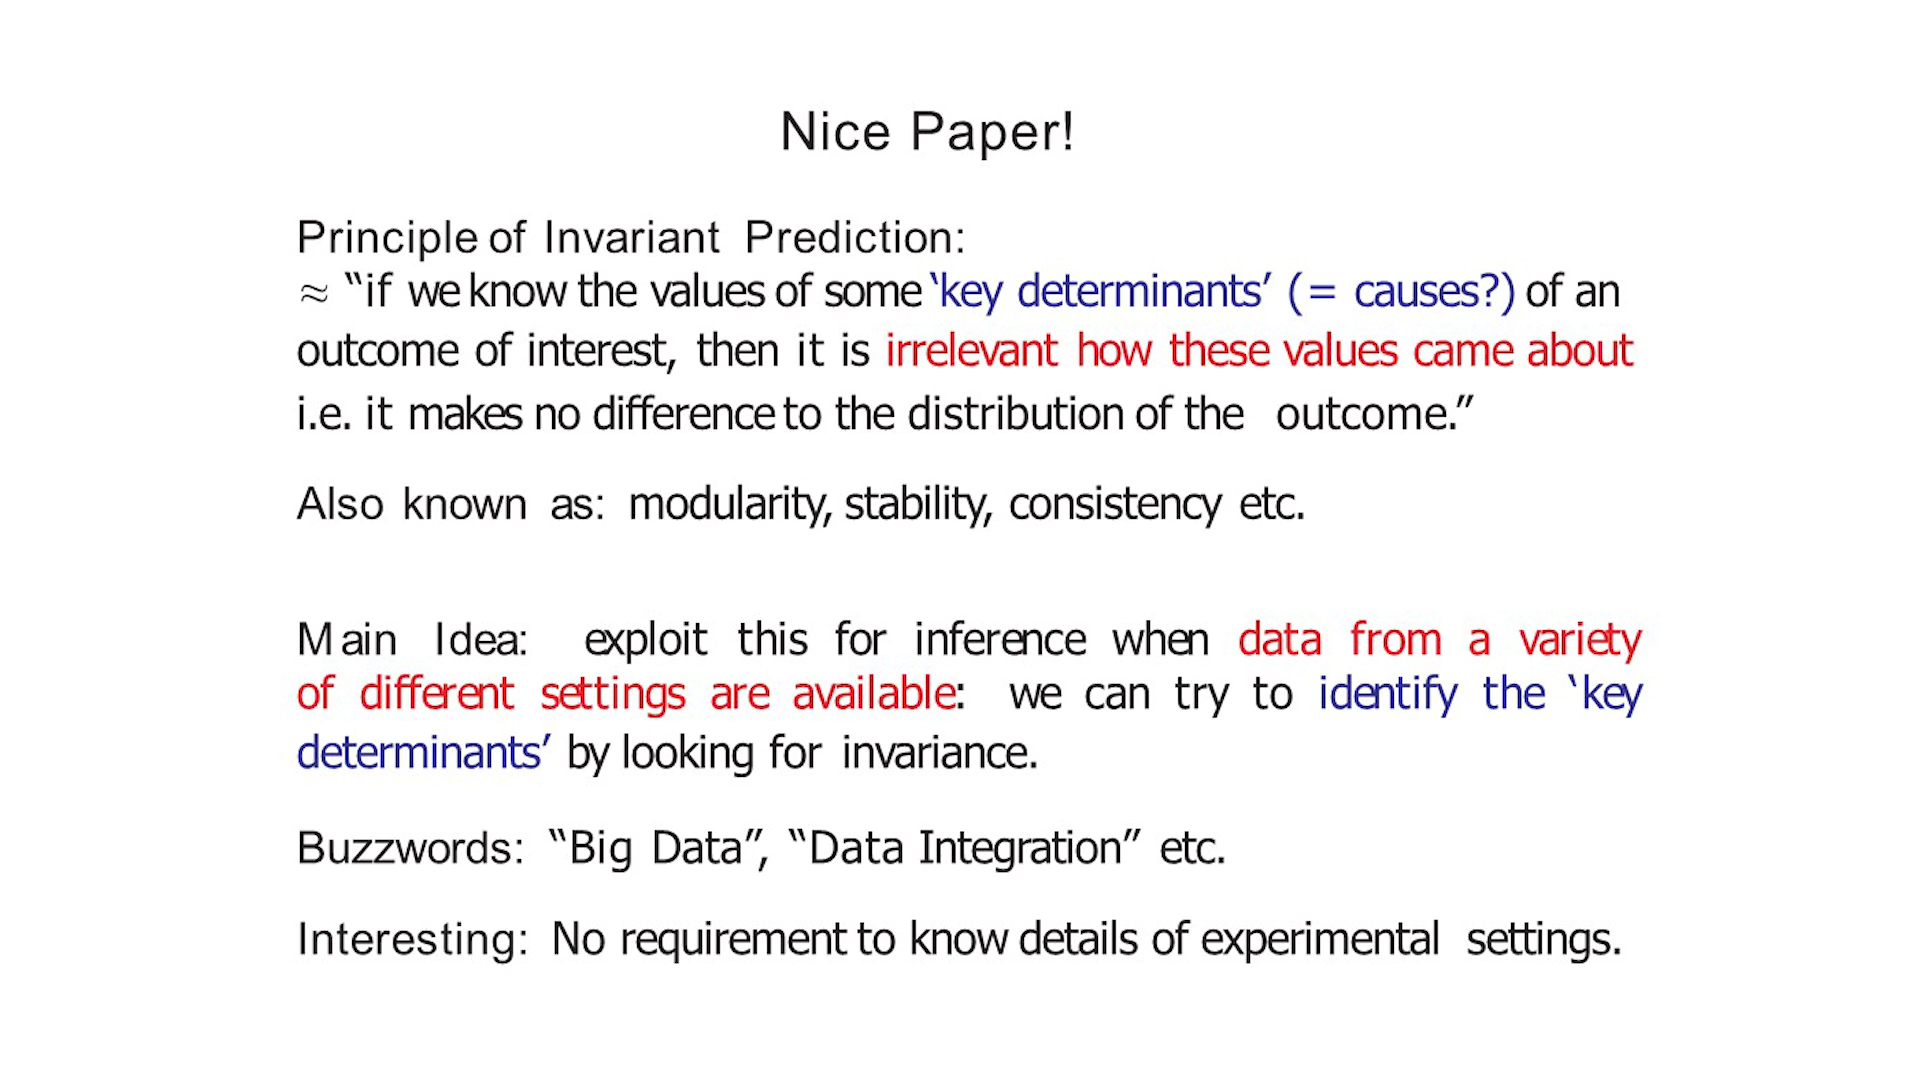 Nice Paper!
Principle of Invariant Prediction:
≈ “if we know the values of some ‘key determinants’ (= causes?) of an
outcome of interest, then it is irrelevant how these values came about
i.e. it makes no difference to the distribution of the outcome.”
Also known as: modularity, stability, consistency etc.
Main Idea: exploit this for inference when data from a variety
of different settings are available: we can try to identify the ‘key
determinants’ by looking for invariance.
Buzzwords: “Big Data”, “Data Integration” etc.
Interesting: No requirement to know details of experimental settings.